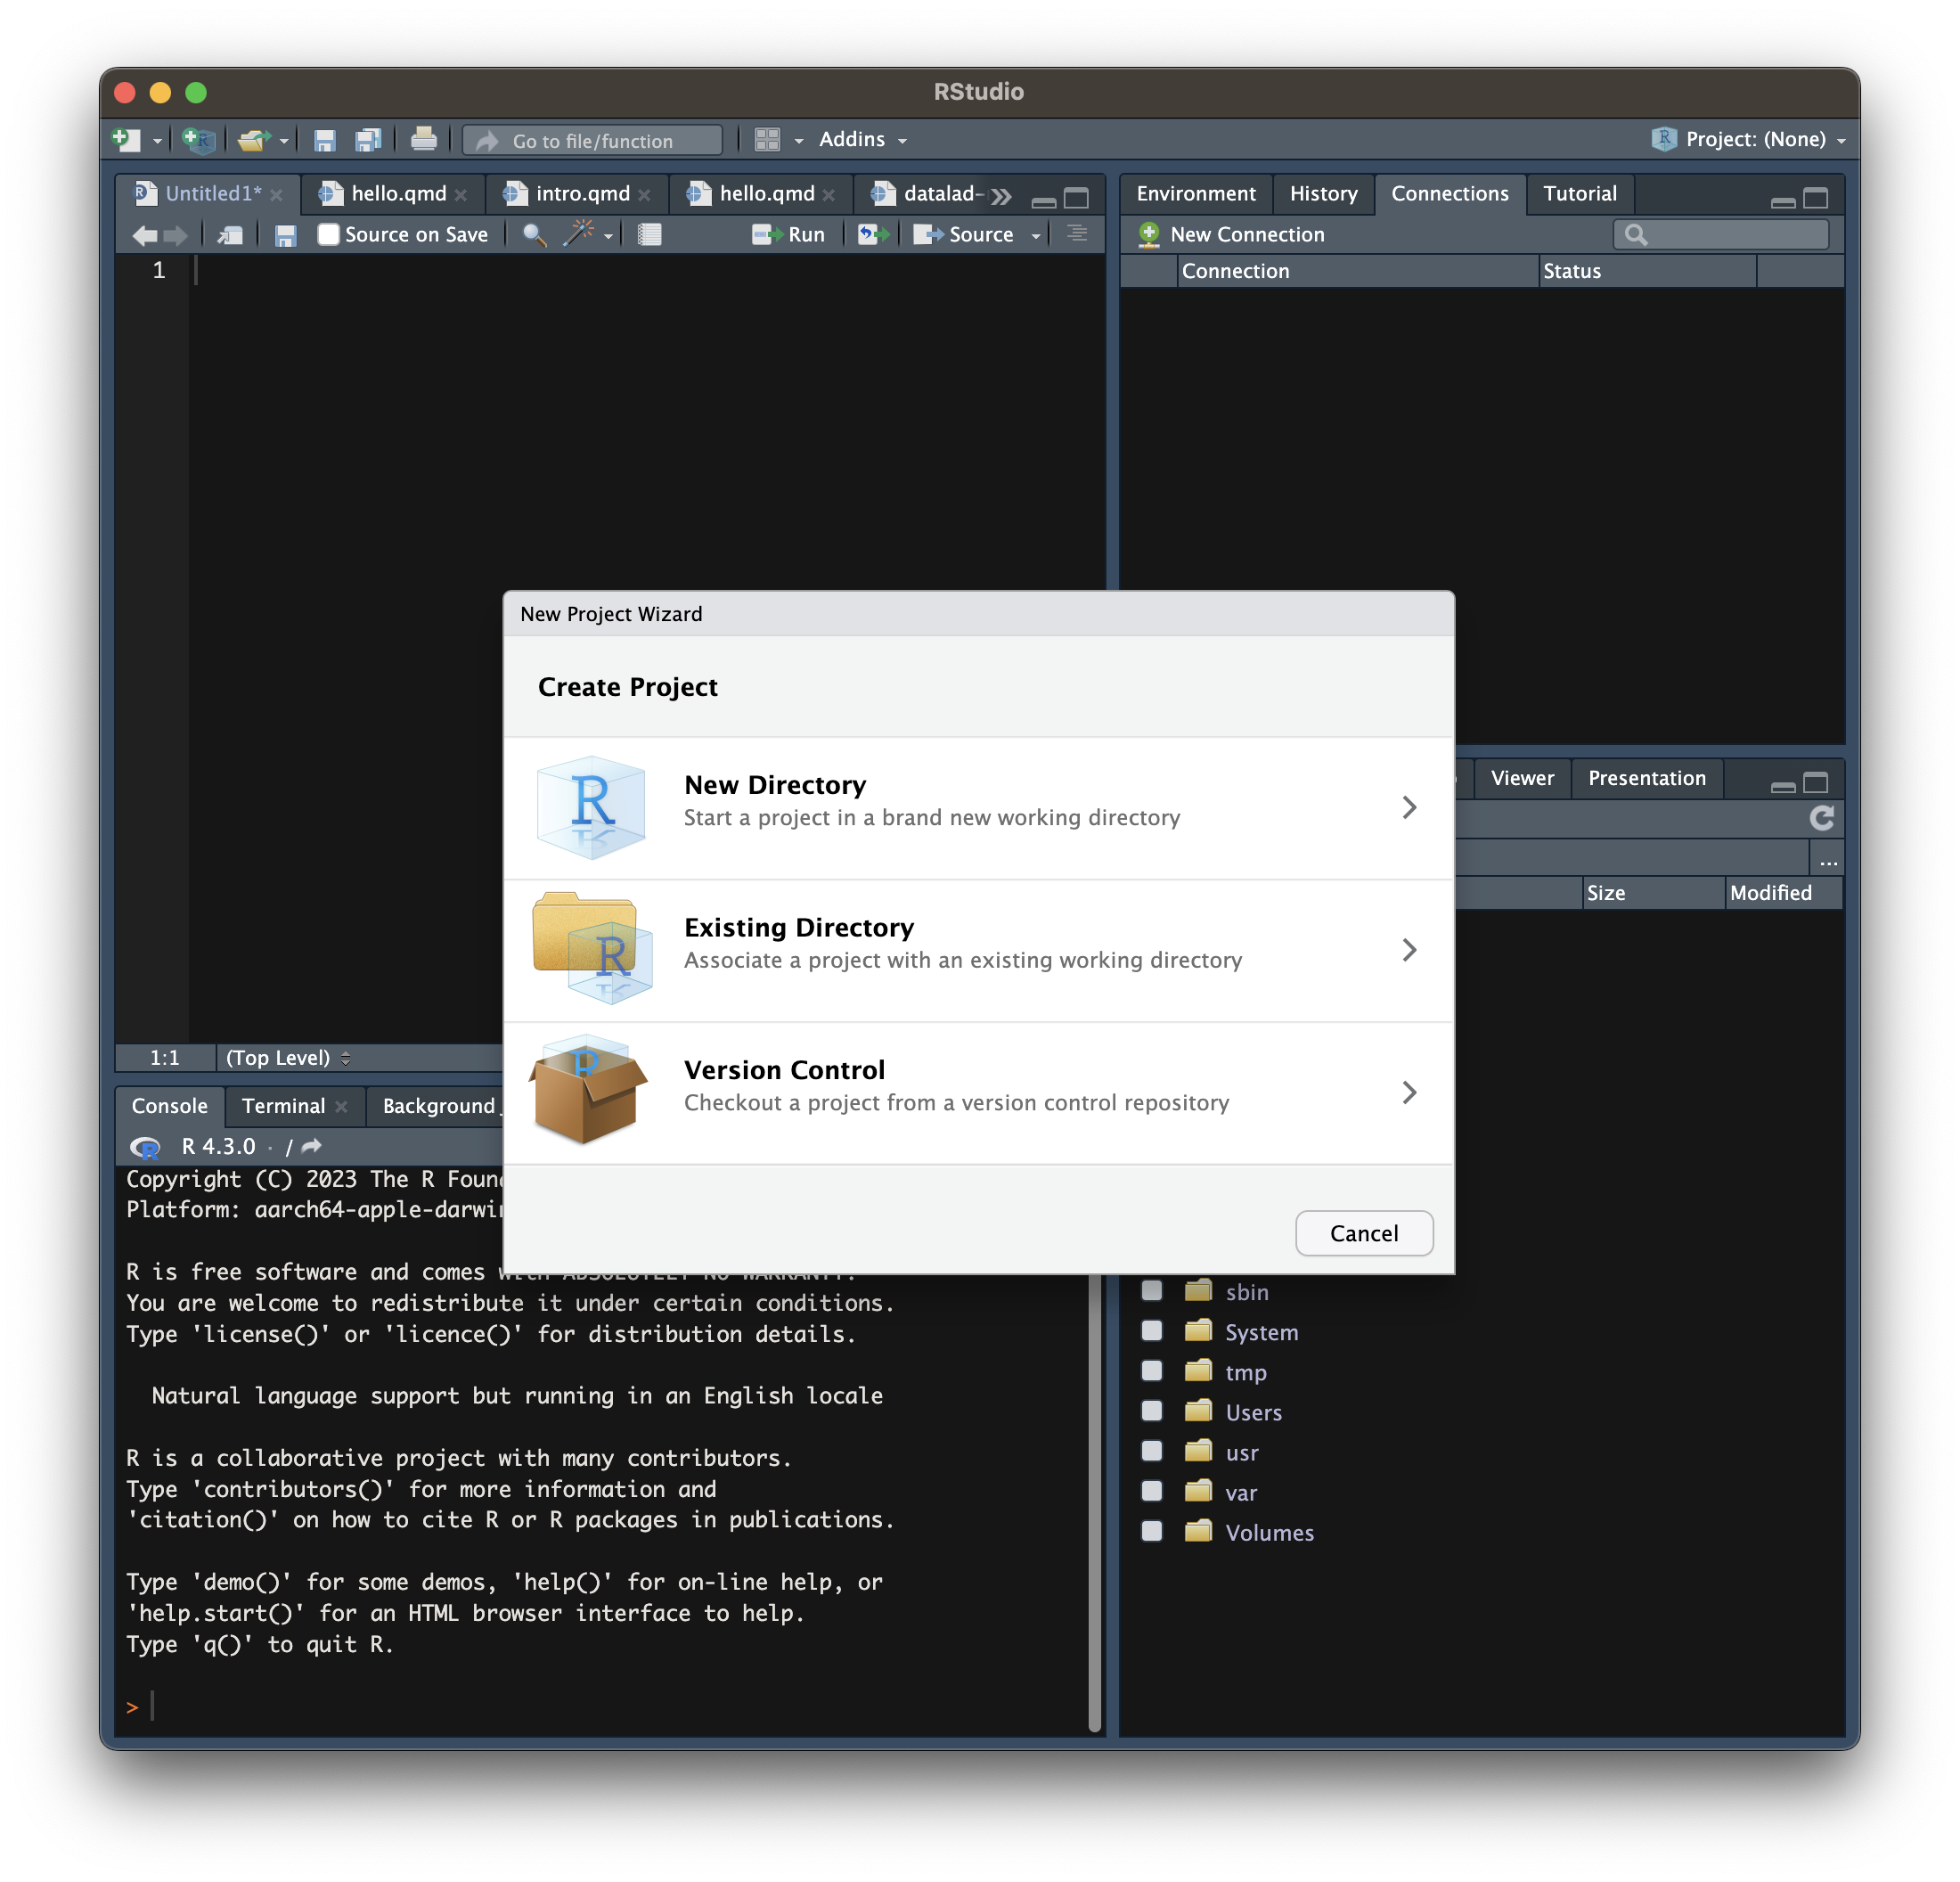 RStudio
Go to file/function
Addins
Project: (None)
Untitled1*
hello.qmd
intro.qmd
hello.qmd
datalad-
Source on Save
Run
Source
1
Environment
History
Connections
Tutorial
New Connection
Connection
Status
New Project Wizard
Create Project
New Directory
Start a project in a brand new working directory
Existing Directory
Associate a project with an existing working directory
Version Control
Checkout a project from a version control repository
Cancel
Viewer
Presentation
...
Size
Modified
sbin
System
tmp
Users
usr
var
Volumes
1:1
(Top Level)
Console
Terminal
Background
R 4.3.0 · /
Copyright (C) 2023 The R Foun
Platform: aarch64-apple-darwin
R is free software and comes with ABSOLUTELY NO WARRANTY.
You are welcome to redistribute it under certain conditions.
Type 'license()' or 'licence()' for distribution details.
Natural language support but running in an English locale
R is a collaborative project with many contributors.
Type 'contributors()' for more information and
'citation()' on how to cite R or R packages in publications.
Type 'demo()' for some demos, 'help()' for on-line help, or
'help.start()' for an HTML browser interface to help.
Type 'q()' to quit R.
>